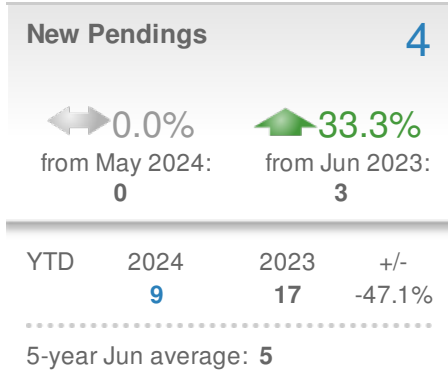 New Pendings 4
0.0% 33.3%
from May 2024: from Jun 2023:
0 3
YTD 2024 2023 +/-
9 17 -47.1%
5-year Jun average: 5